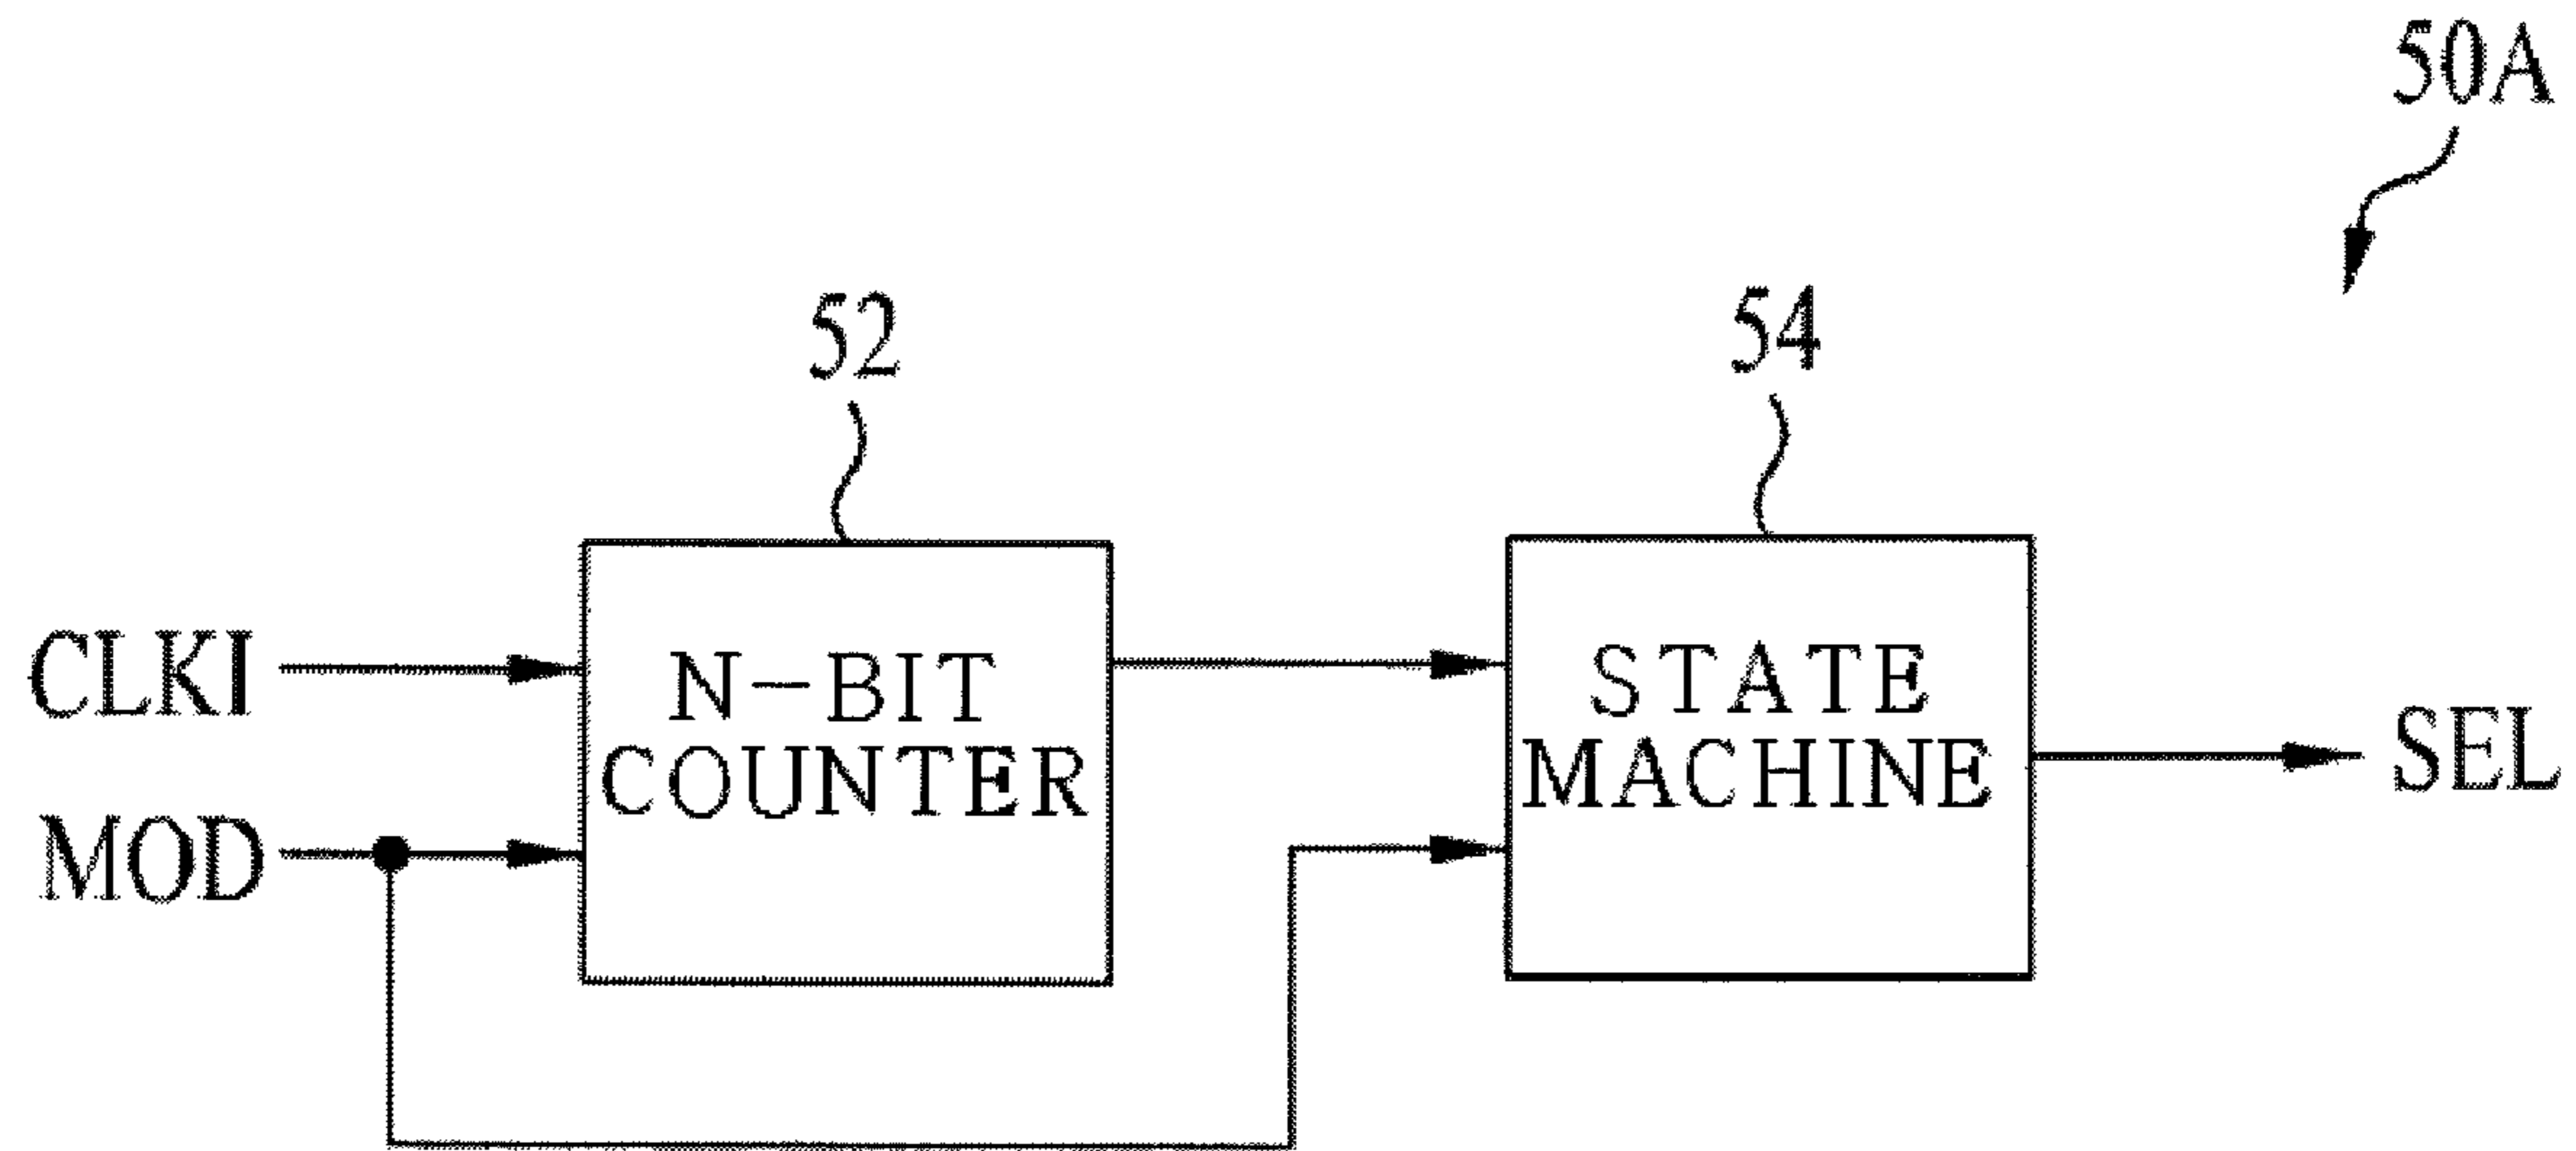 50A
52
54
CLKI
MOD
N-BIT
COUNTER
STATE
MACHINE
SEL